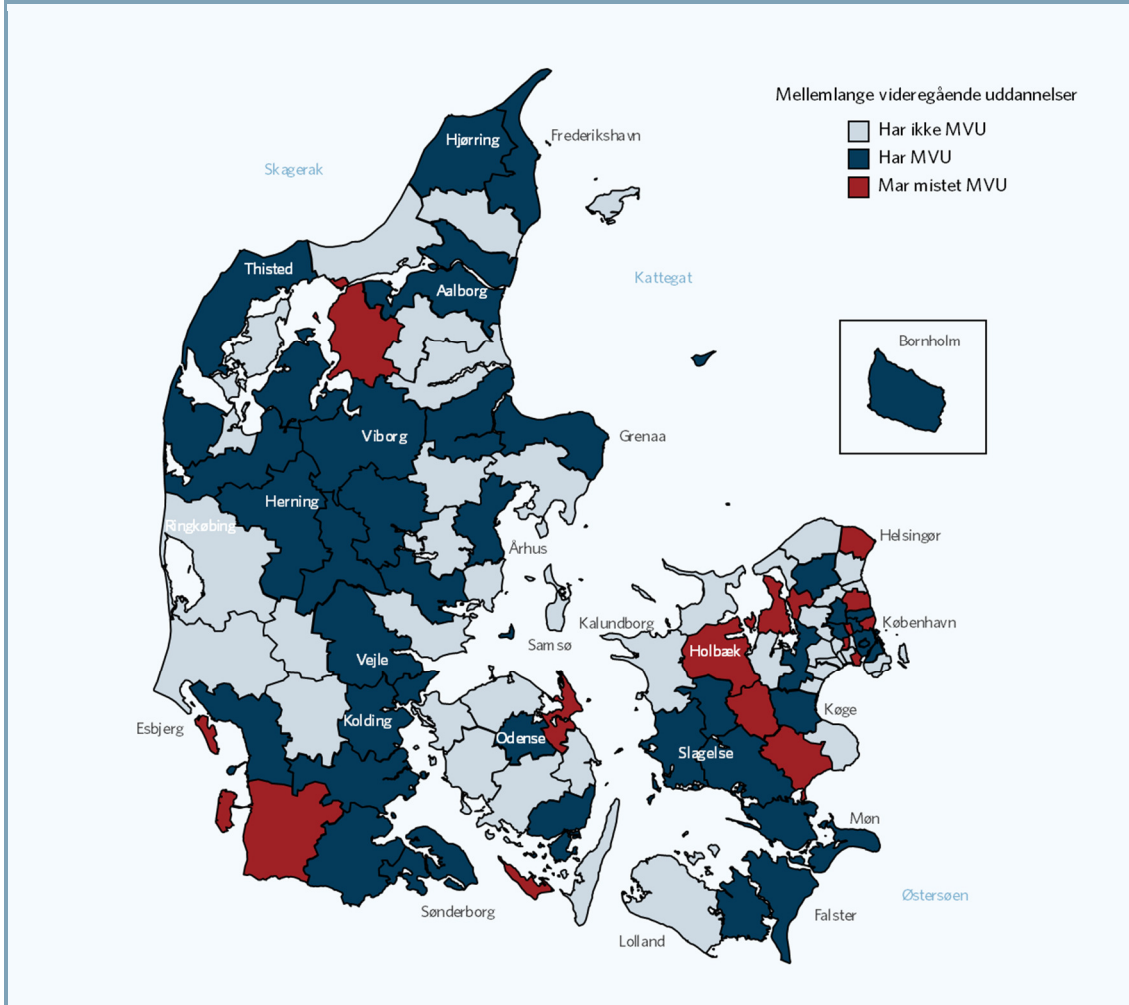 Mellemlange videregående uddannelser
Har ikke MVU
Har MVU
Mar mistet MVU
Hjørring
Frederikshavn
Skagerak
Thisted
Kattegat
Aalborg
Bornholm
Viborg
Grenaa
Herning
Ringkøbing
Helsingør
Århus
Kalundborg
København
Samsø
Holbæk
Vejle
Køge
Kolding
Esbjerg
Odense
Slagelse
Møn
Østersøen
Sønderborg
Falster
Lolland